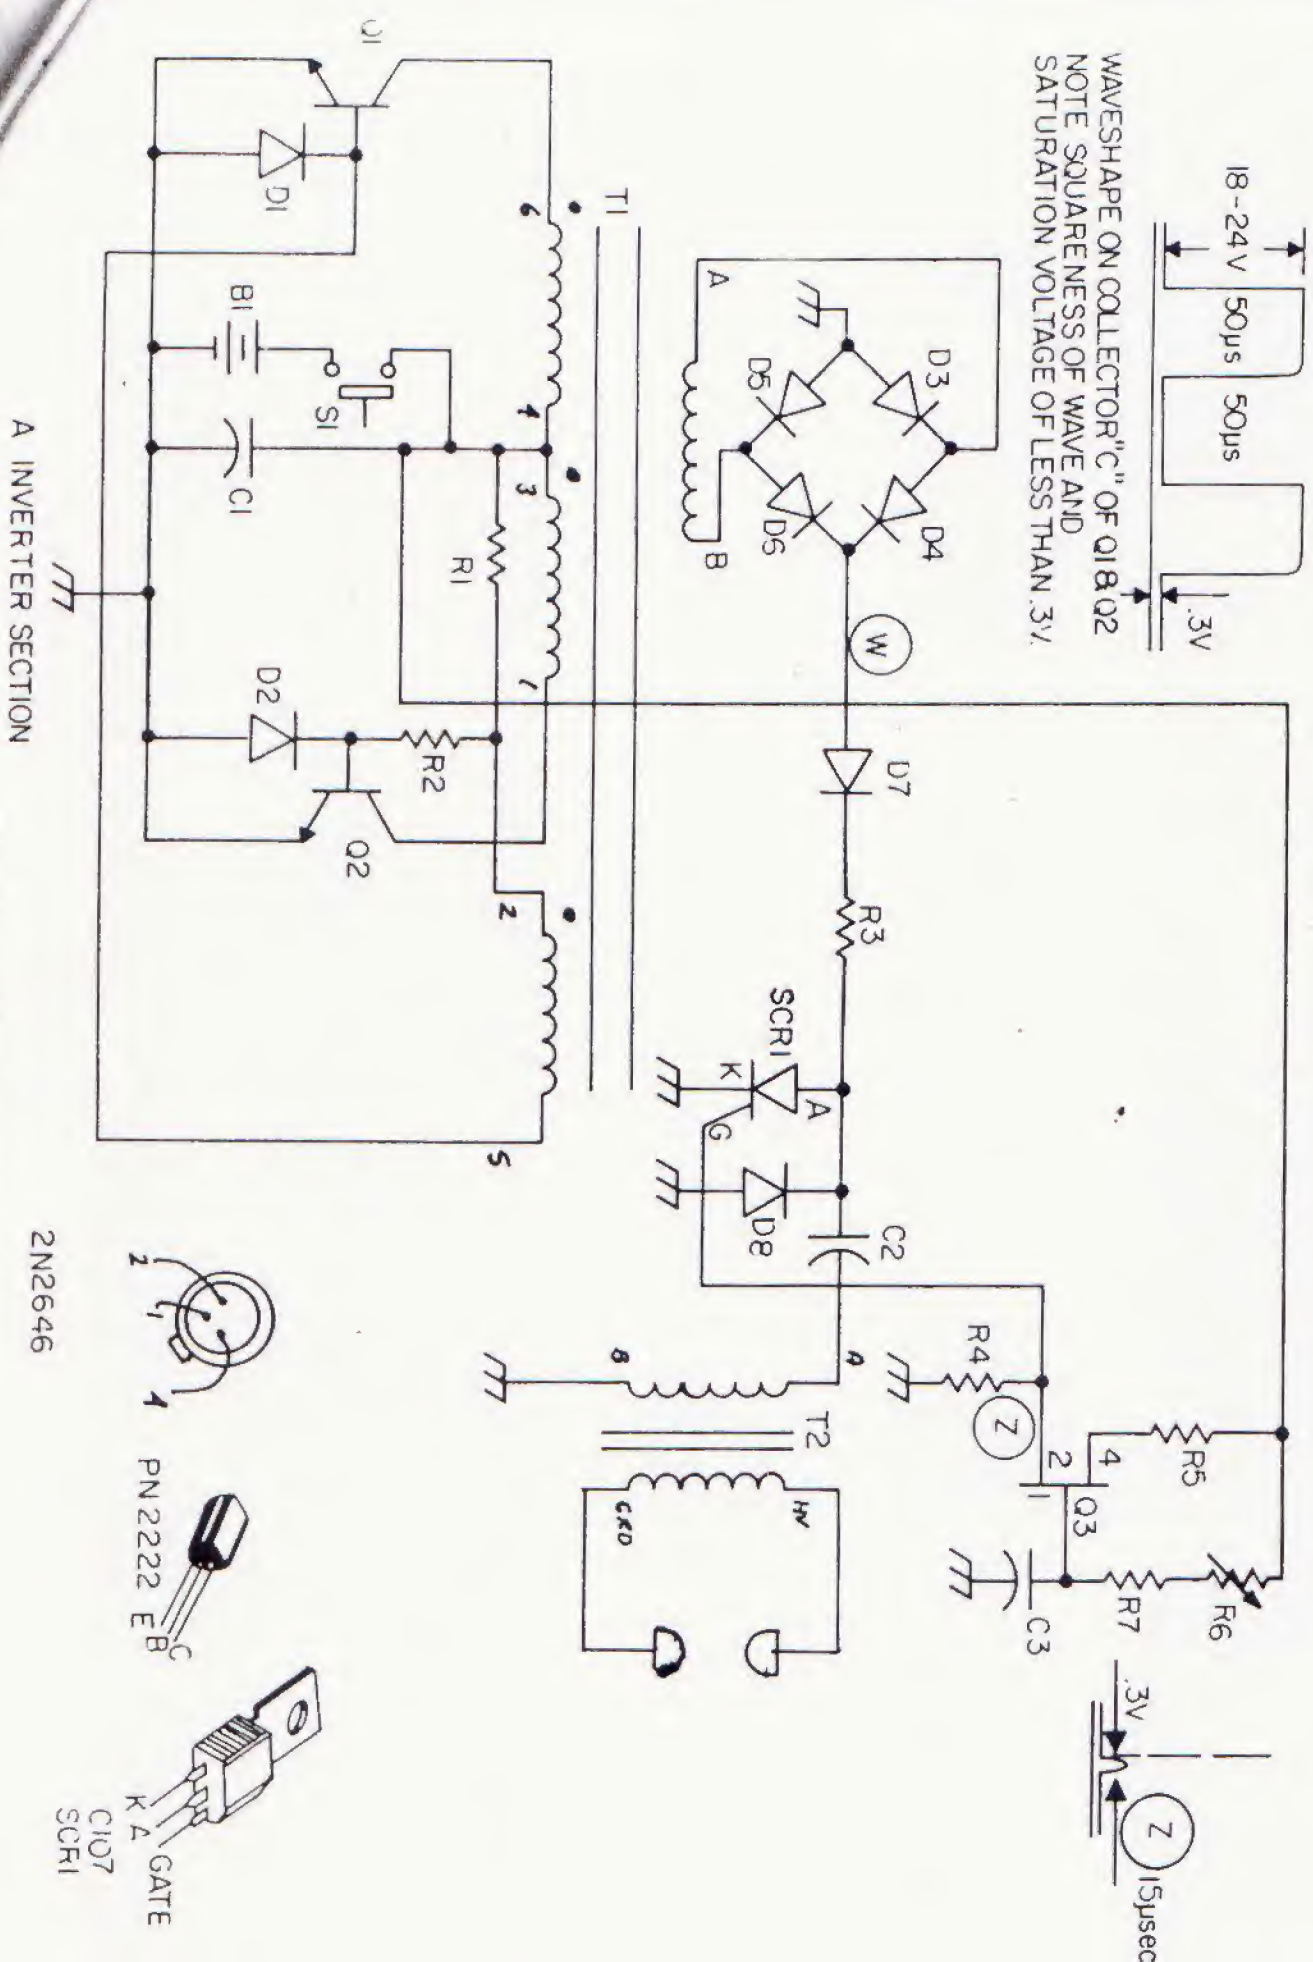 18-24V
50µs
50µs
.3V
WAVESHAPE ON COLLECTOR "C" OF Q1 & Q2
NOTE SQUARENESS OF WAVE AND
SATURATION VOLTAGE OF LESS THAN .3V.
A
B
D3
D4
D5
D6
W
D7
R3
SCR1
K
A
G
D8
C2
R4
Z
R5
2
4
1
Q3
R7
R6
C3
.3V
Z
15µsec
T1
6
4
3
1
2
5
Q1
D1
B1
S1
C1
R1
D2
R2
Q2
A
B
T2
HV
GRD
A INVERTER SECTION
2
1
4
2N2646
PN2222 E
B
C
K
A
GATE
C107
SCR1